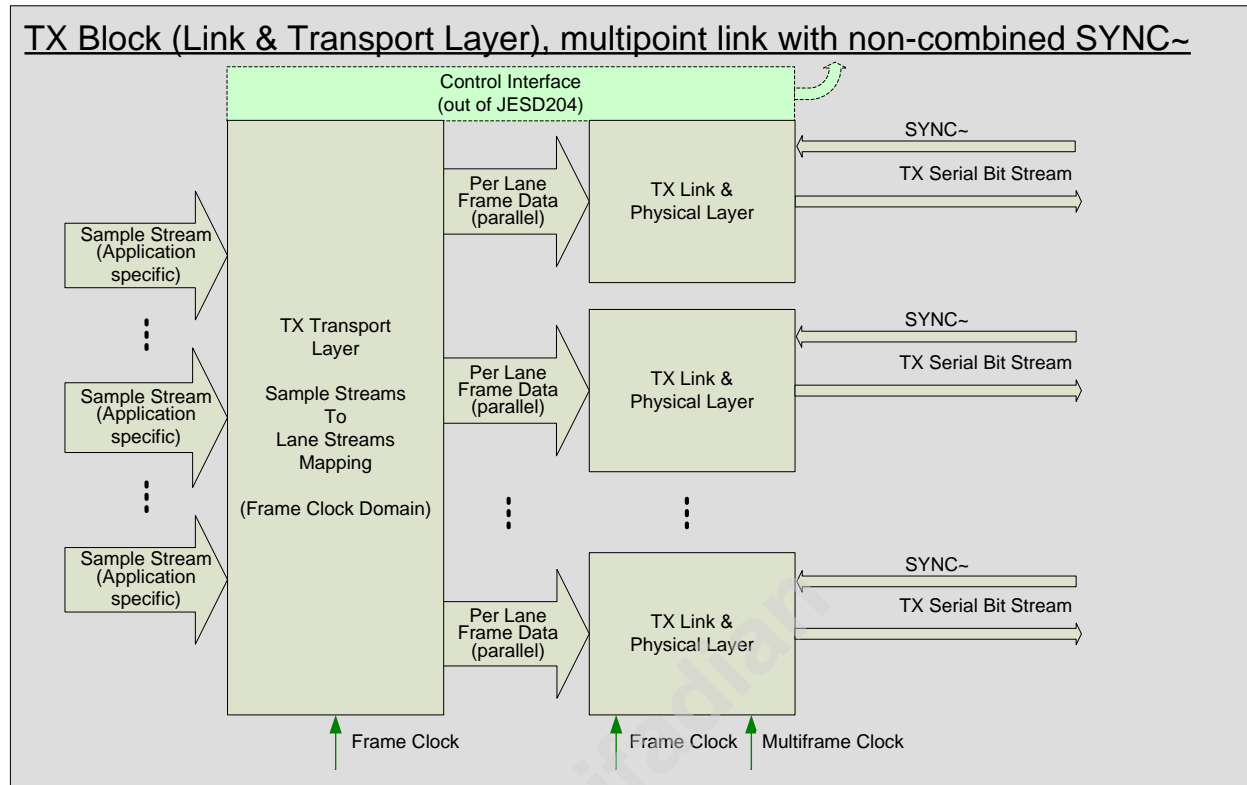 TX Block (Link & Transport Layer), multipoint link with non-combined SYNC~
Control Interface
(out of JESD204)
Sample Stream
(Application
specific)
Sample Stream
(Application
specific)
Sample Stream
(Application
specific)
TX Transport
Layer
Sample Streams
To
Lane Streams
Mapping
(Frame Clock Domain)
Per Lane
Frame Data
(parallel)
TX Link &
Physical Layer
SYNC~
TX Serial Bit Stream
Per Lane
Frame Data
(parallel)
TX Link &
Physical Layer
SYNC~
TX Serial Bit Stream
Per Lane
Frame Data
(parallel)
TX Link &
Physical Layer
SYNC~
TX Serial Bit Stream
Frame Clock
Frame Clock
Multiframe Clock